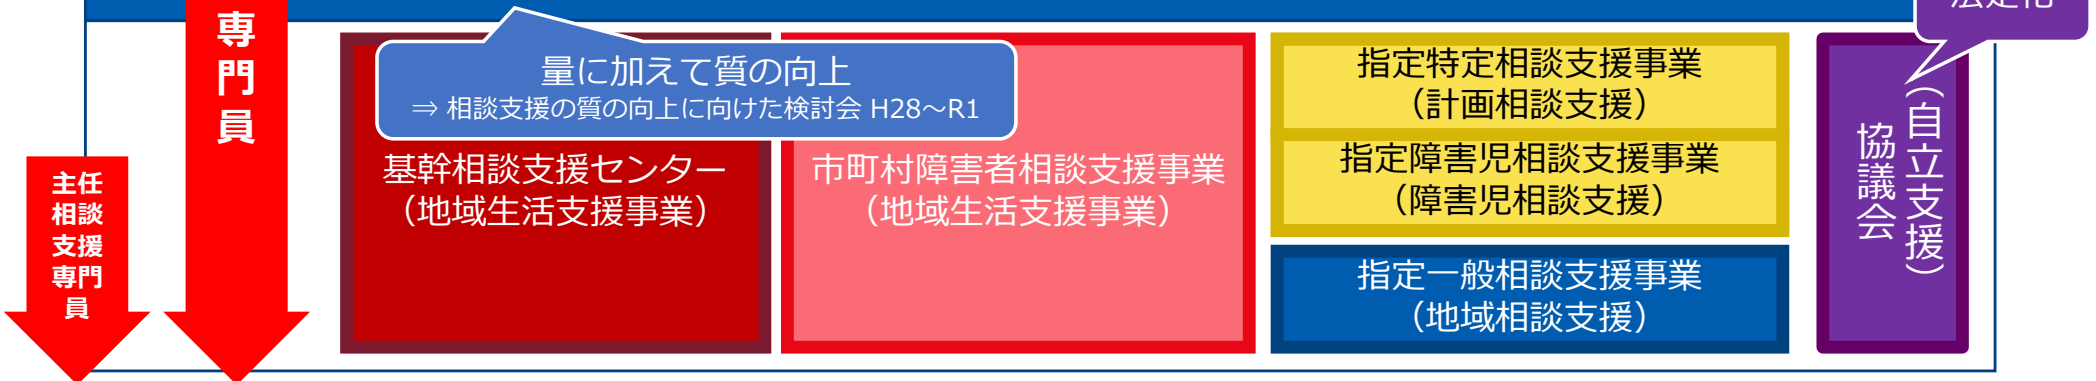 専門員
主任
相談
支援
専門
員
量に加えて質の向上
⇒ 相談支援の質の向上に向けた検討会 H28～R1
基幹相談支援センター
（地域生活支援事業）
市町村障害者相談支援事業
（地域生活支援事業）
指定特定相談支援事業
（計画相談支援）
指定障害児相談支援事業
（障害児相談支援）
指定一般相談支援事業
（地域相談支援）
（自立支援）
協議会
法定化